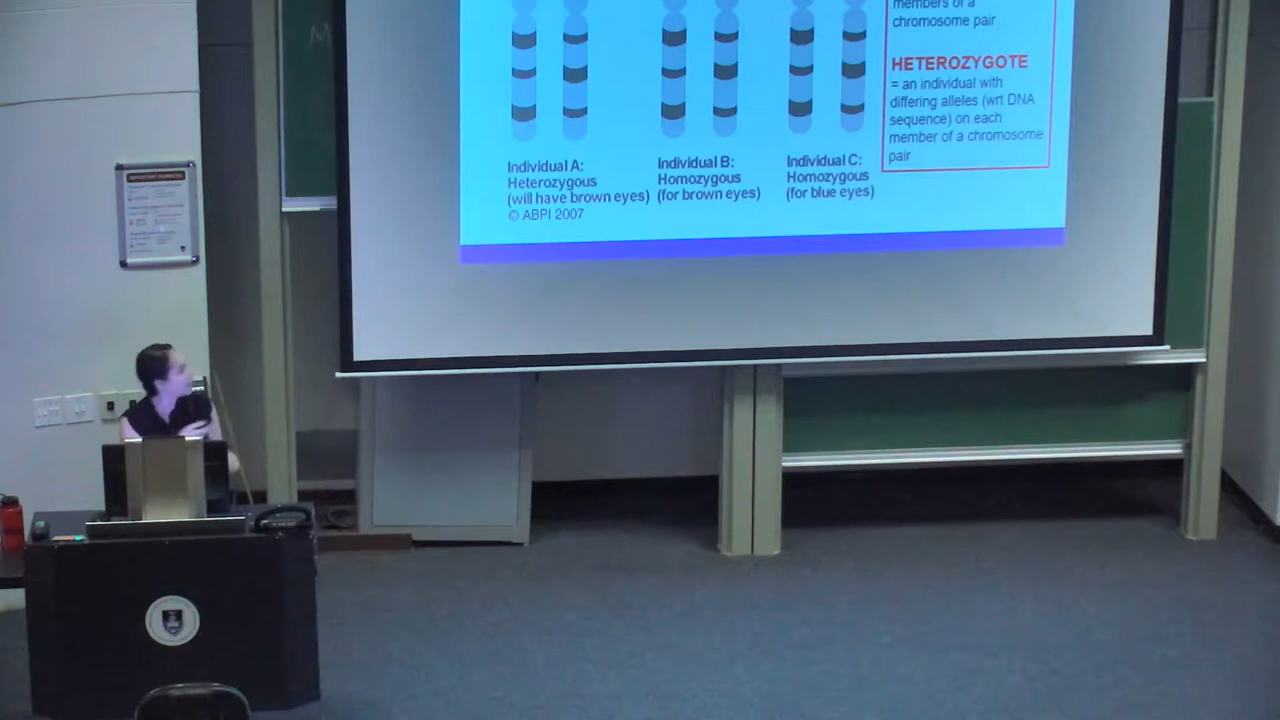 members of a
chromosome pair
HETEROZYGOTE
= an individual with
differing alleles (wrt DNA
sequence) on each
member of a chromosome
pair
Individual A:
Heterozygous
(will have brown eyes)
© ABPI 2007
Individual B:
Homozygous
(for brown eyes)
Individual C:
Homozygous
(for blue eyes)